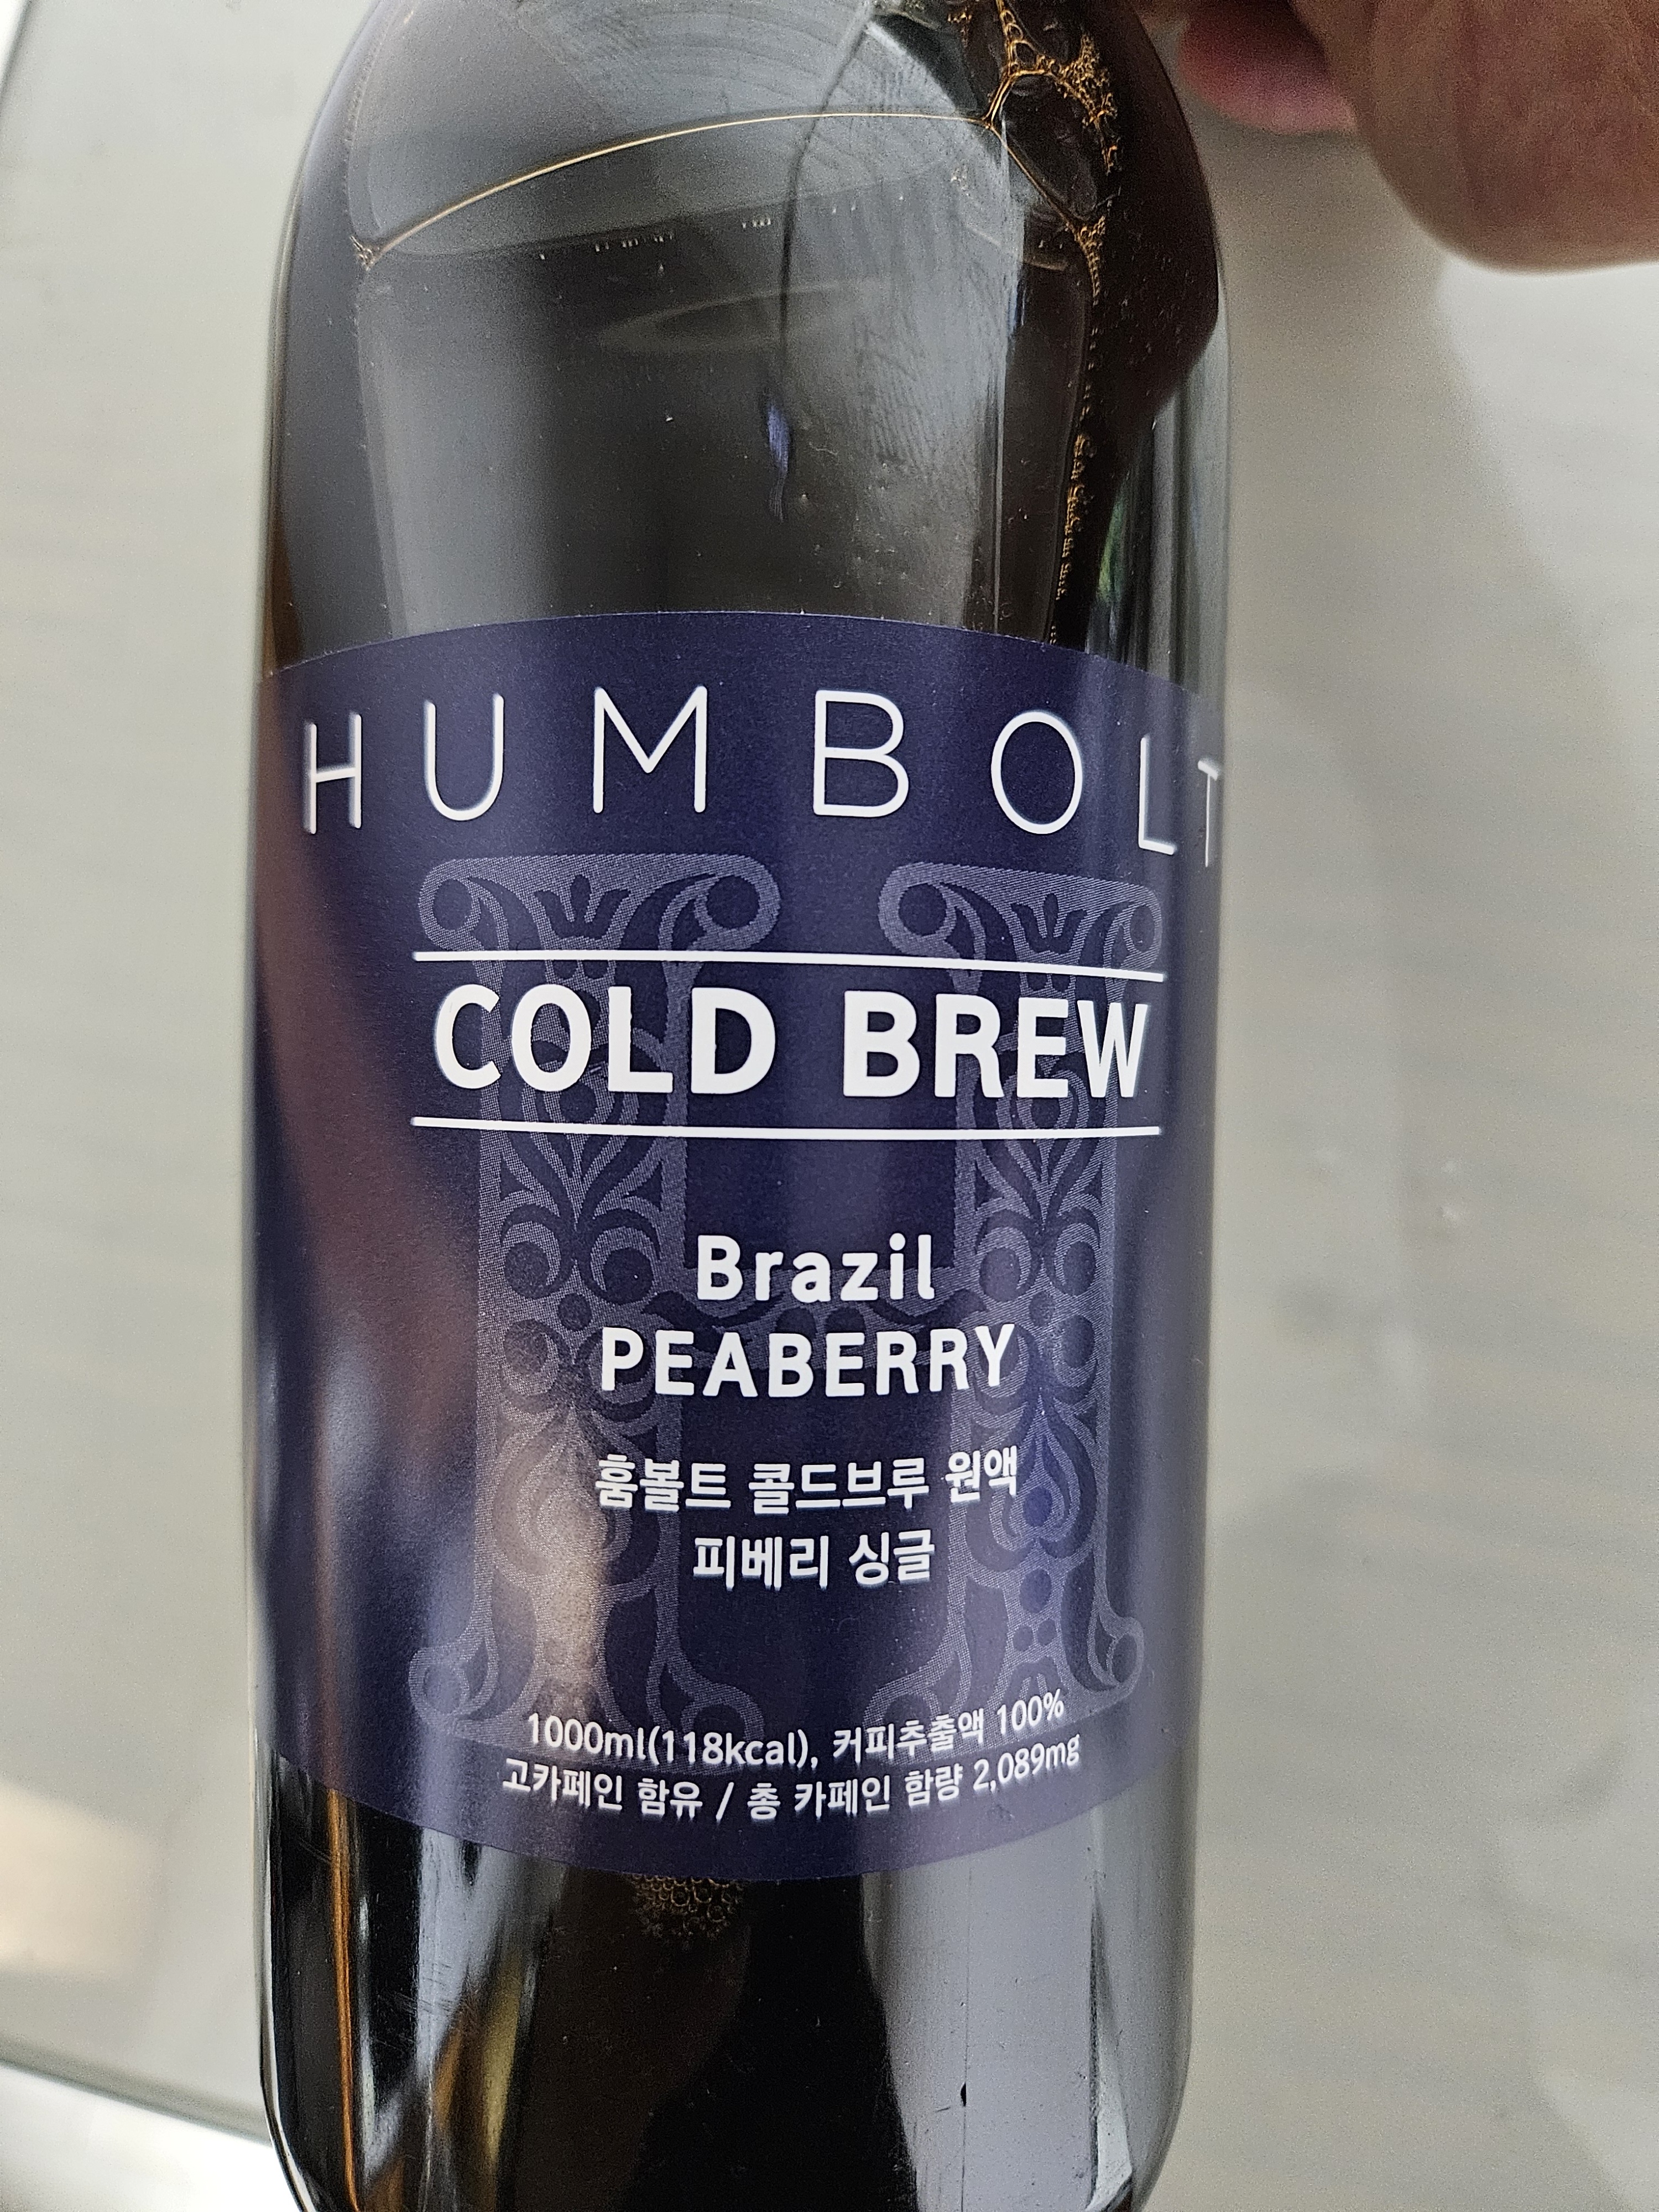 HUMBOLT
COLD BREW
Brazil
PEABERRY
훔볼트 콜드브루 원액
피베리 싱글
1000ml(118kcal), 커피추출액 100%
고카페인 함유 / 총 카페인 함량 2,089mg